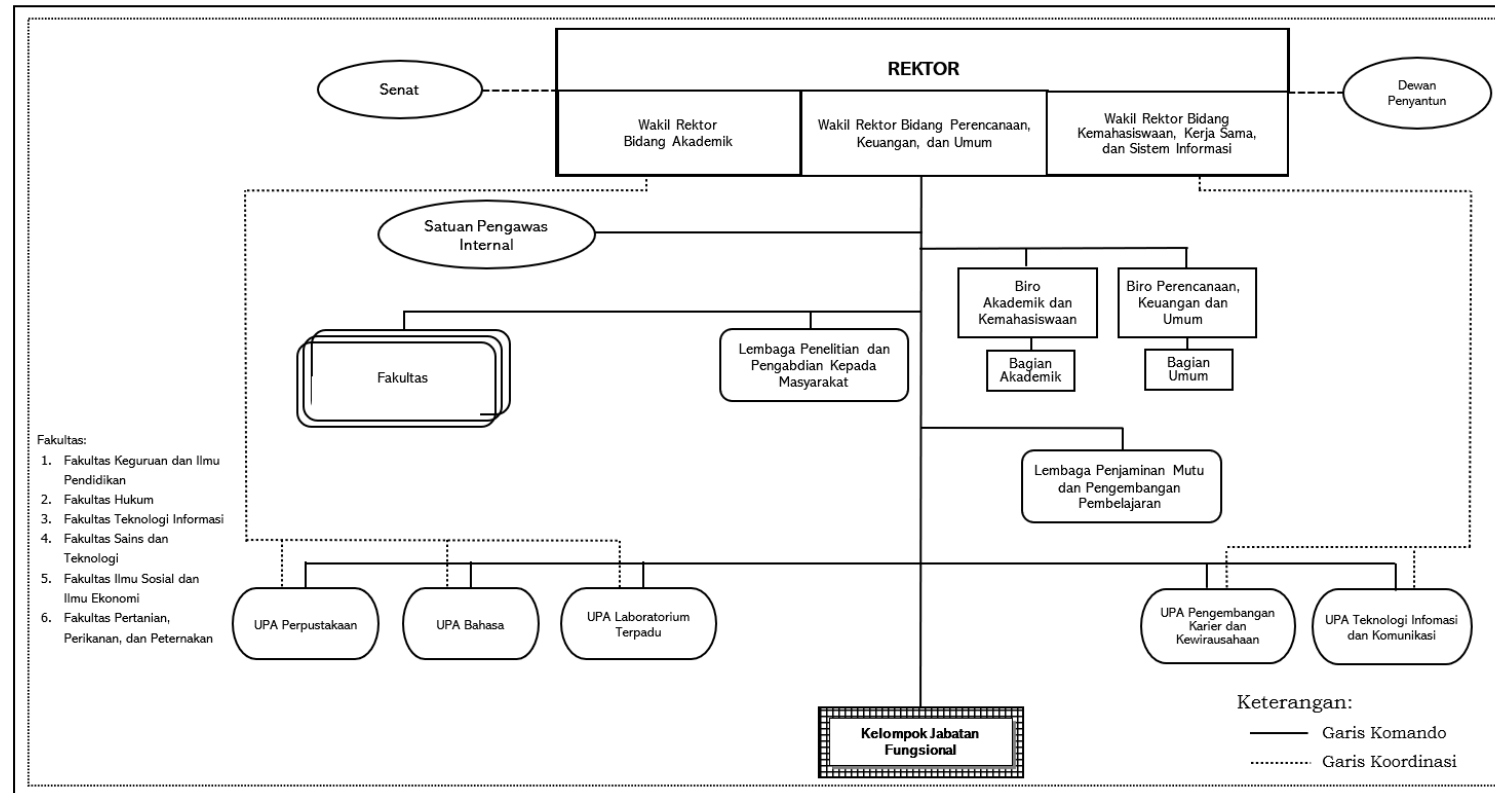 REKTOR
Senat
Dewan
Penyantun
Wakil Rektor
Bidang Akademik
Wakil Rektor Bidang Perencanaan,
Keuangan, dan Umum
Wakil Rektor Bidang
Kemahasiswaan, Kerja Sama,
dan Sistem Informasi
Satuan Pengawas
Internal
Biro
Akademik dan
Kemahasiswaan
Biro Perencanaan,
Keuangan dan
Umum
Bagian
Akademik
Bagian
Umum
Fakultas
Lembaga Penelitian dan
Pengabdian Kepada
Masyarakat
Lembaga Penjaminan Mutu
dan Pengembangan
Pembelajaran
Fakultas:
1. Fakultas Keguruan dan Ilmu
Pendidikan
2. Fakultas Hukum
3. Fakultas Teknologi Informasi
4. Fakultas Sains dan
Teknologi
5. Fakultas Ilmu Sosial dan
Ilmu Ekonomi
6. Fakultas Pertanian,
Perikanan, dan Peternakan
UPA Perpustakaan
UPA Bahasa
UPA Laboratorium
Terpadu
UPA Pengembangan
Karier dan
Kewirausahaan
UPA Teknologi Infomasi
dan Komunikasi
Kelompok Jabatan
Fungsional
Keterangan:
Garis Komando
Garis Koordinasi